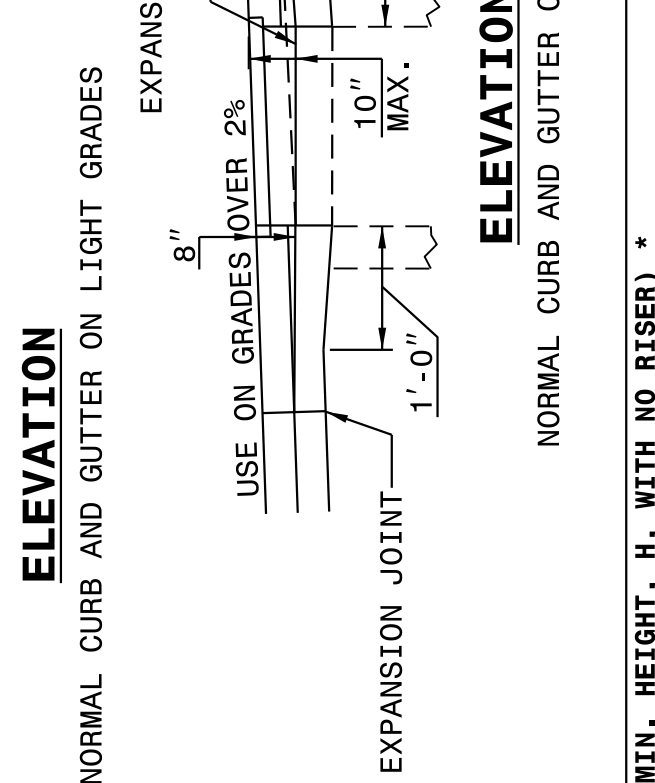 ELEVATION
NORMAL CURB AND GUTTER ON LIGHT GRADES
EXPANS
8"
USE ON GRADES OVER 2%
10"
MAX.
1'-0"
EXPANSION JOINT
ELEVATION
NORMAL CURB AND GUTTER
MIN. HEIGHT, H, WITH NO RISER) *